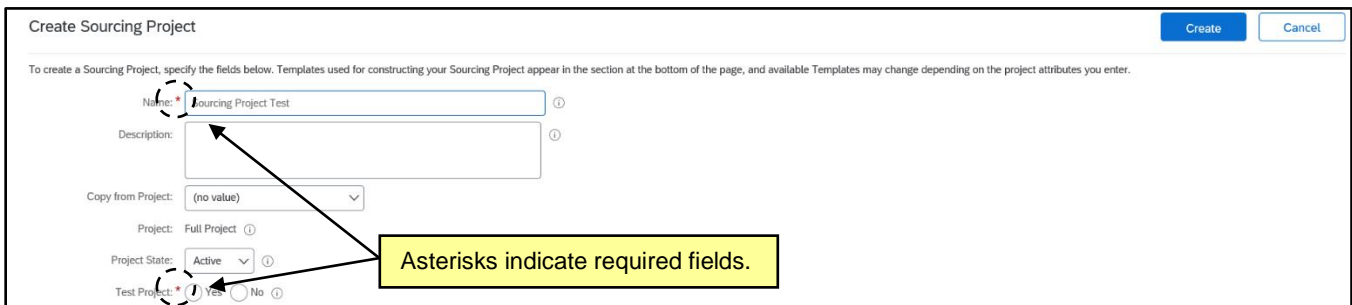 Create Sourcing Project
Create
Cancel
To create a Sourcing Project, specify the fields below. Templates used for constructing your Sourcing Project appear in the section at the bottom of the page, and available Templates may change depending on the project attributes you enter.
Name: * Sourcing Project Test
Description:
Copy from Project: (no value)
Project: Full Project
Project State: Active
Asterisks indicate required fields.
Test Project: * Yes No